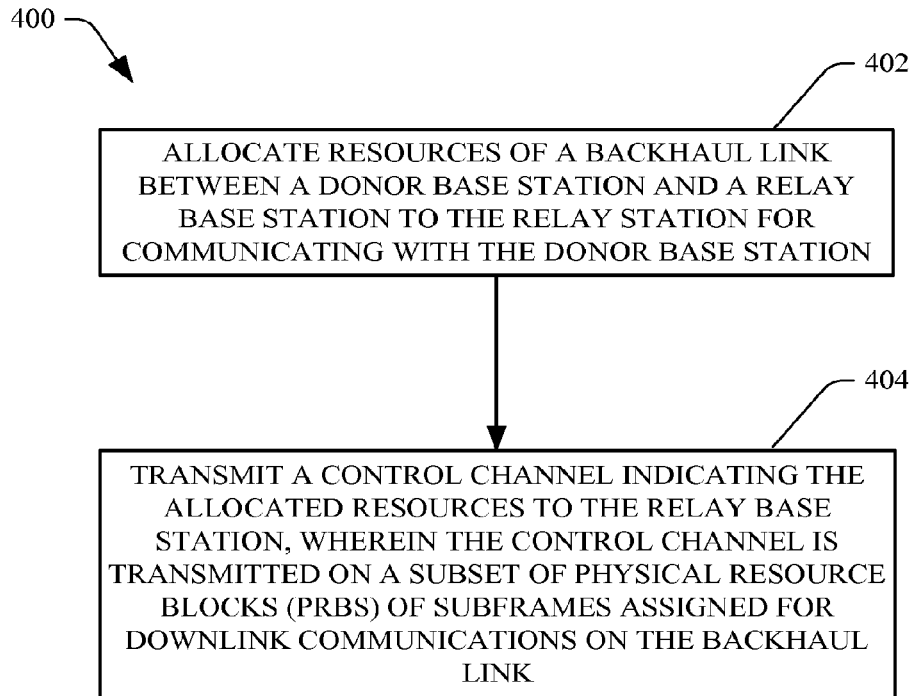 400
402
ALLOCATE RESOURCES OF A BACKHAUL LINK
BETWEEN A DONOR BASE STATION AND A RELAY
BASE STATION TO THE RELAY STATION FOR
COMMUNICATING WITH THE DONOR BASE STATION
404
TRANSMIT A CONTROL CHANNEL INDICATING THE
ALLOCATED RESOURCES TO THE RELAY BASE
STATION, WHEREIN THE CONTROL CHANNEL IS
TRANSMITTED ON A SUBSET OF PHYSICAL RESOURCE
BLOCKS (PRBS) OF SUBFRAMES ASSIGNED FOR
DOWNLINK COMMUNICATIONS ON THE BACKHAUL
LINK